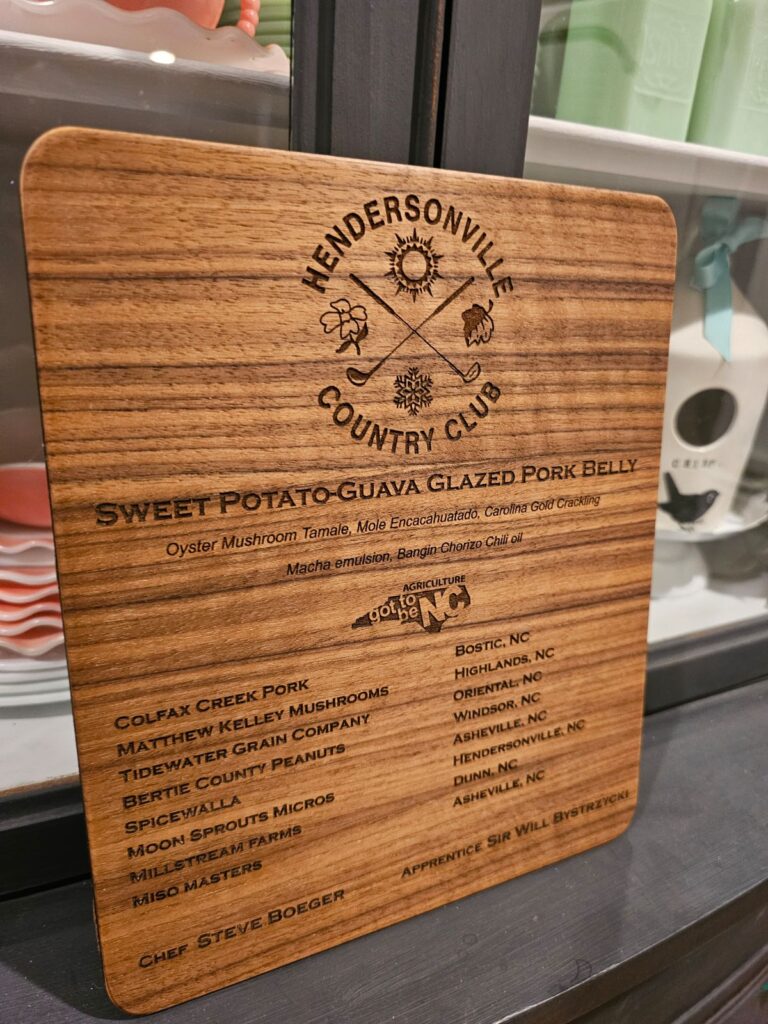 HENDERSONVILLE
COUNTRY CLUB
SWEET POTATO-GUAVA GLAZED PORK BELLY
Oyster Mushroom Tamale, Mole Encacahuatado, Carolina Gold Crackling
Macha emulsion, Bangin Chorizo Chili oil
AGRICULTURE
got to be NC
COLFAX CREEK PORK BOSTIC, NC
MATTHEW KELLEY MUSHROOMS HIGHLANDS, NC
TIDEWATER GRAIN COMPANY ORIENTAL, NC
BERTIE COUNTY PEANUTS WINDSOR, NC
SPICEWALLA ASHEVILLE, NC
MOON SPROUTS MICROS HENDERSONVILLE, NC
MILLSTREAM FARMS DUNN, NC
MISO MASTERS ASHEVILLE, NC
CHEF STEVE BOEGER APPRENTICE SIR WILL BYSTRZYCKI